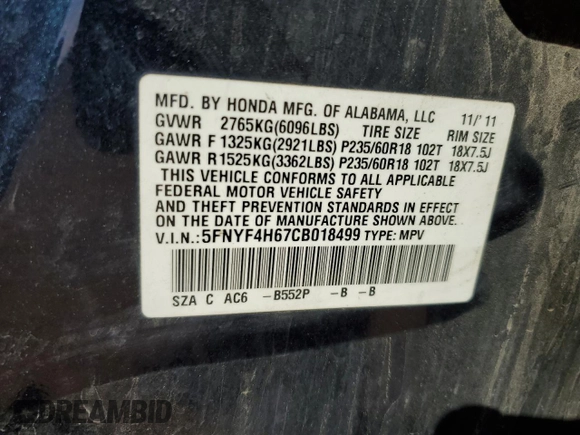 MFD. BY HONDA MFG. OF ALABAMA, LLC 11/'11
GVWR 2765KG(6096LBS) TIRE SIZE RIM SIZE
GAWR F 1325KG(2921LBS) P235/60R18 102T 18X7.5J
GAWR R 1525KG(3362LBS) P235/60R18 102T 18X7.5J
THIS VEHICLE CONFORMS TO ALL APPLICABLE
FEDERAL MOTOR VEHICLE SAFETY
AND THEFT PREVENTION STANDARDS IN EFFECT
ON THE DATE OF MANUFACTURE SHOWN ABOVE.
V.I.N.: 5FNYF4H67CB018499 TYPE: MPV
SZA C AC6 -B552P -B -B
DREAMBID